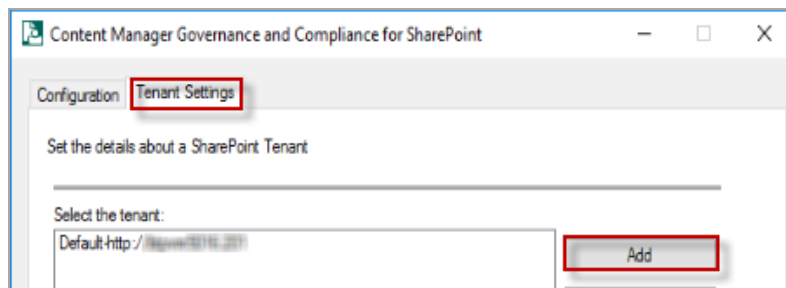 Content Manager Governance and Compliance for SharePoint
Configuration Tenant Settings
Set the details about a SharePoint Tenant
Select the tenant:
Default-http:/
Add